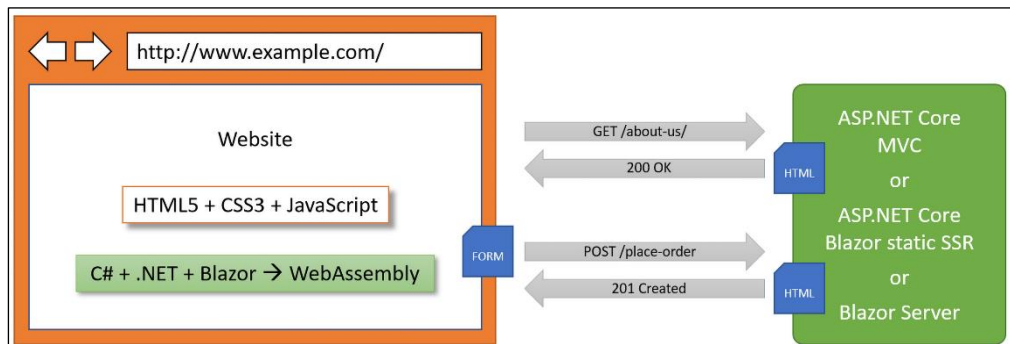 http://www.example.com/
Website
HTML5 + CSS3 + JavaScript
C# + .NET + Blazor → WebAssembly
FORM
GET /about-us/
200 OK
HTML
POST /place-order
201 Created
HTML
ASP.NET Core
MVC
or
ASP.NET Core
Blazor static SSR
or
Blazor Server